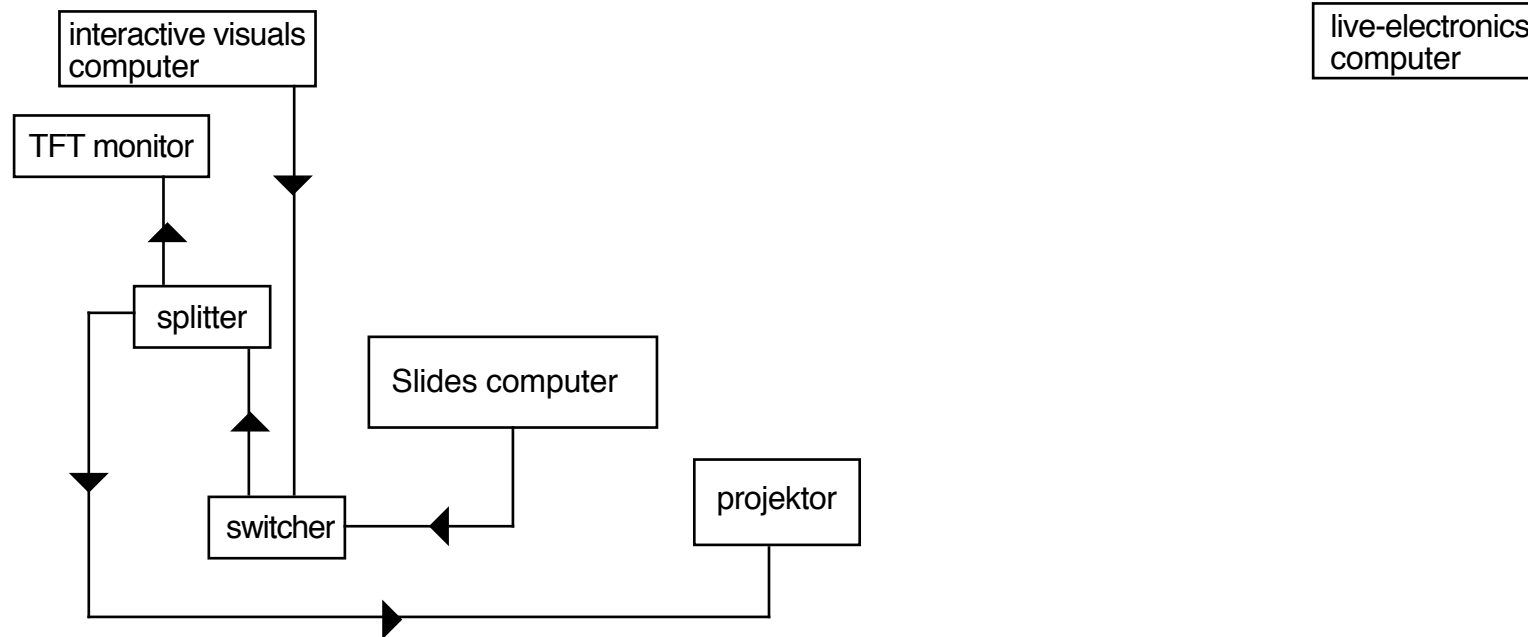 interactive visuals
computer
live-electronics
computer
TFT monitor
splitter
Slides computer
projektor
switcher